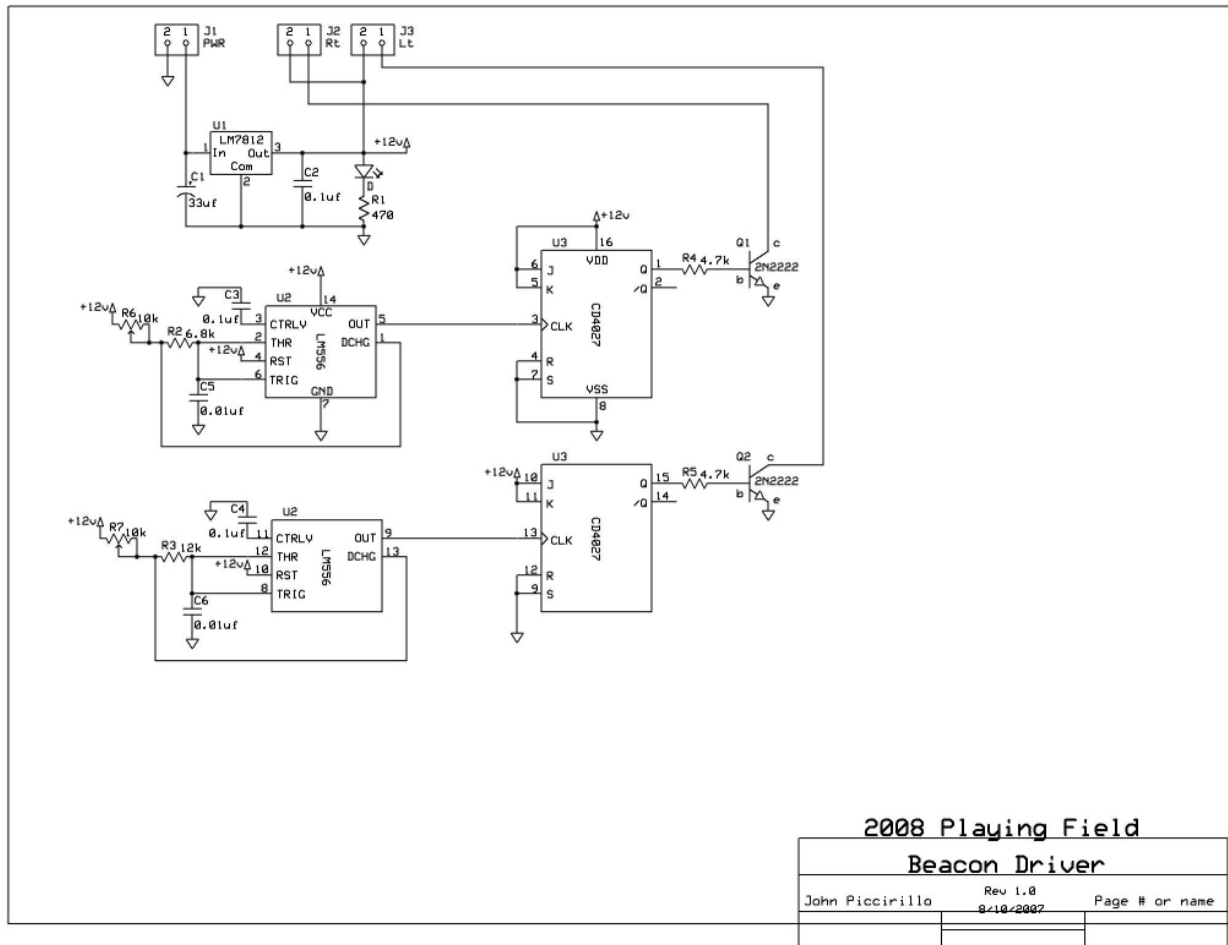 2 1 J1
PWR
2 1 J2
Rt
2 1 J3
Lt
U1
LM7812
1 In Out 3
Com
2
+12v
C1
33uf
C2
0.1uf
D
R1
470
+12v
C3
0.1uf
U2
14
VCC
+12v
R6 10k
R2 6.8k
3 CTRLV OUT 5
2 THR DCHG 1
+12v 4 RST
6 TRIG
LM556
GND
7
C5
0.01uf
+12v
U3
16
VDD
6 J Q 1
5 K /Q 2
3 CLK
4 R
7 S
CD4027
VSS
8
R4 4.7k
Q1 c
2N2222
b e
C4
0.1uf
U2
+12v
R7 10k
R3 12k
11 CTRLV OUT 9
12 THR DCHG 13
+12v 10 RST
8 TRIG
LM556
C6
0.01uf
U3
+12v
10 J Q 15
11 K /Q 14
13 CLK
12 R
9 S
CD4027
R5 4.7k
Q2 c
2N2222
b e
2008 Playing Field
Beacon Driver
John Piccirillo
Rev 1.0
8/10/2007
Page # or name